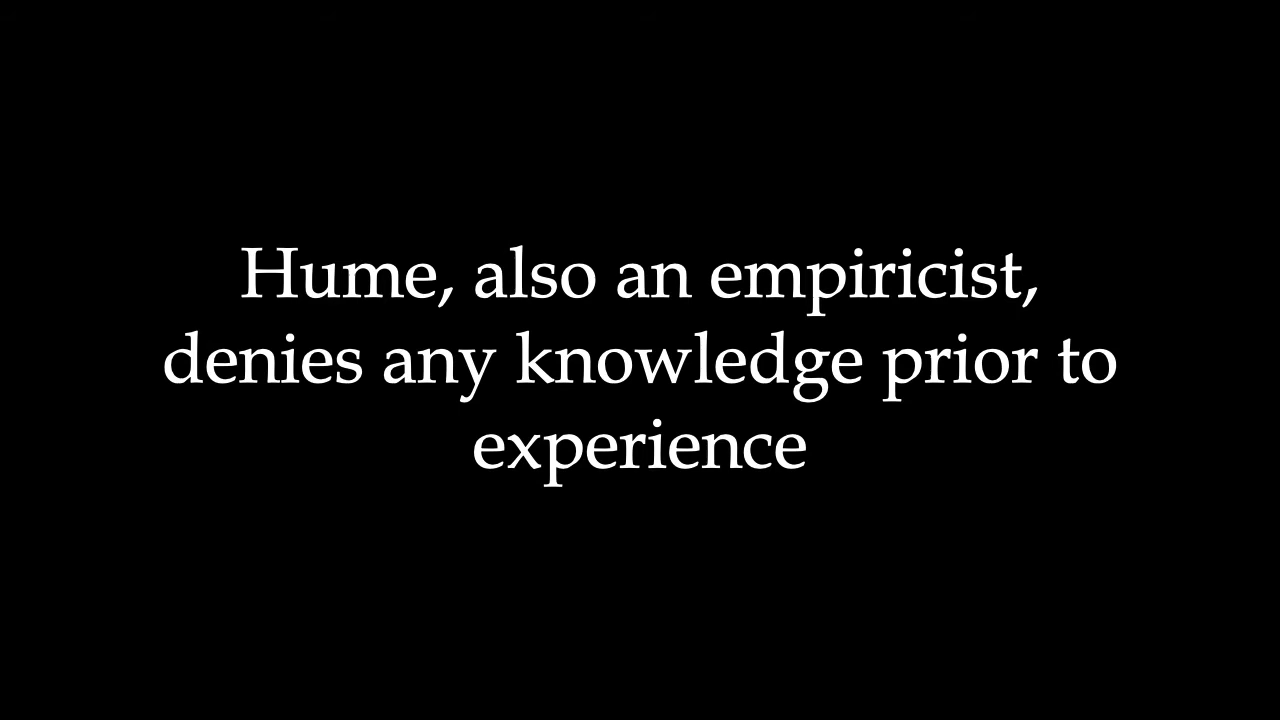 Hume, also an empiricist,
denies any knowledge prior to
experience